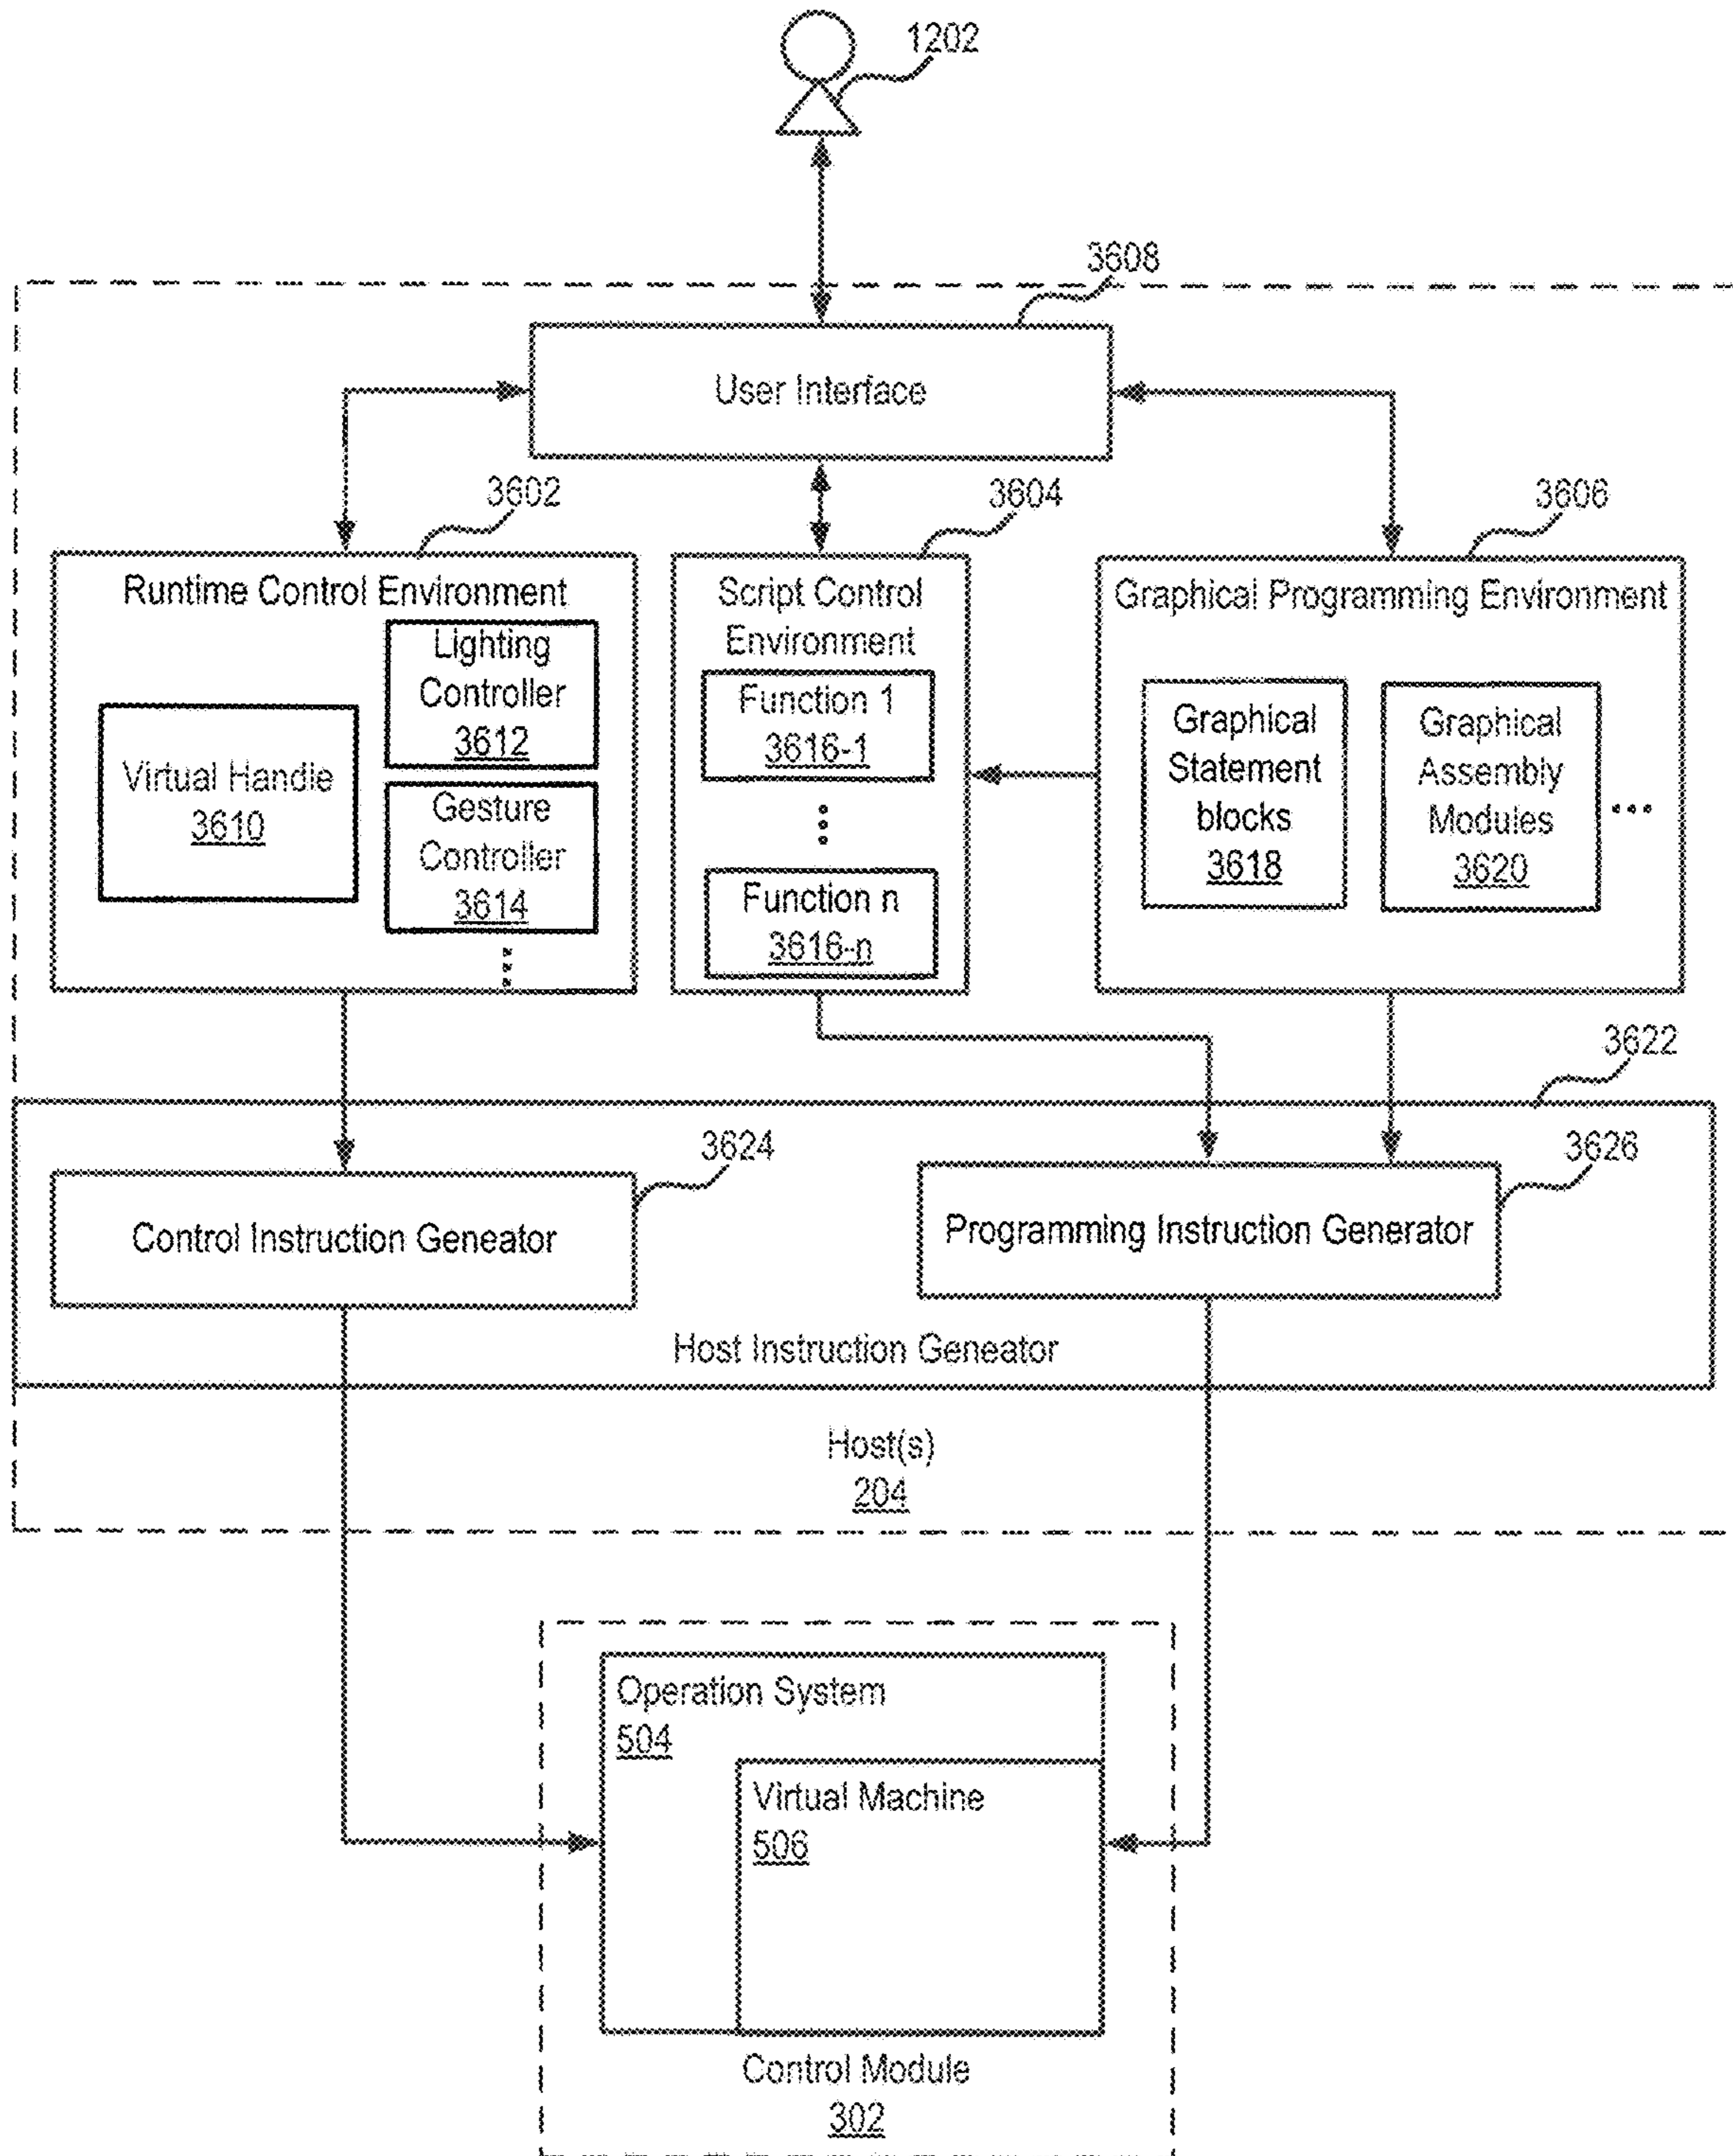 1202
3608
User Interface
3602
3604
3606
Runtime Control Environment
Lighting
Controller
3612
Virtual Handle
3610
Gesture
Controller
3614
Script Control
Environment
Function 1
3616-1
Function n
3616-n
Graphical Programming Environment
Graphical
Statement
blocks
3618
Graphical
Assembly
Modules
3620
...
3622
3624
3626
Control Instruction Geneator
Programming Instruction Generator
Host Instruction Geneator
Host(s)
204
Operation System
504
Virtual Machine
506
Control Module
302